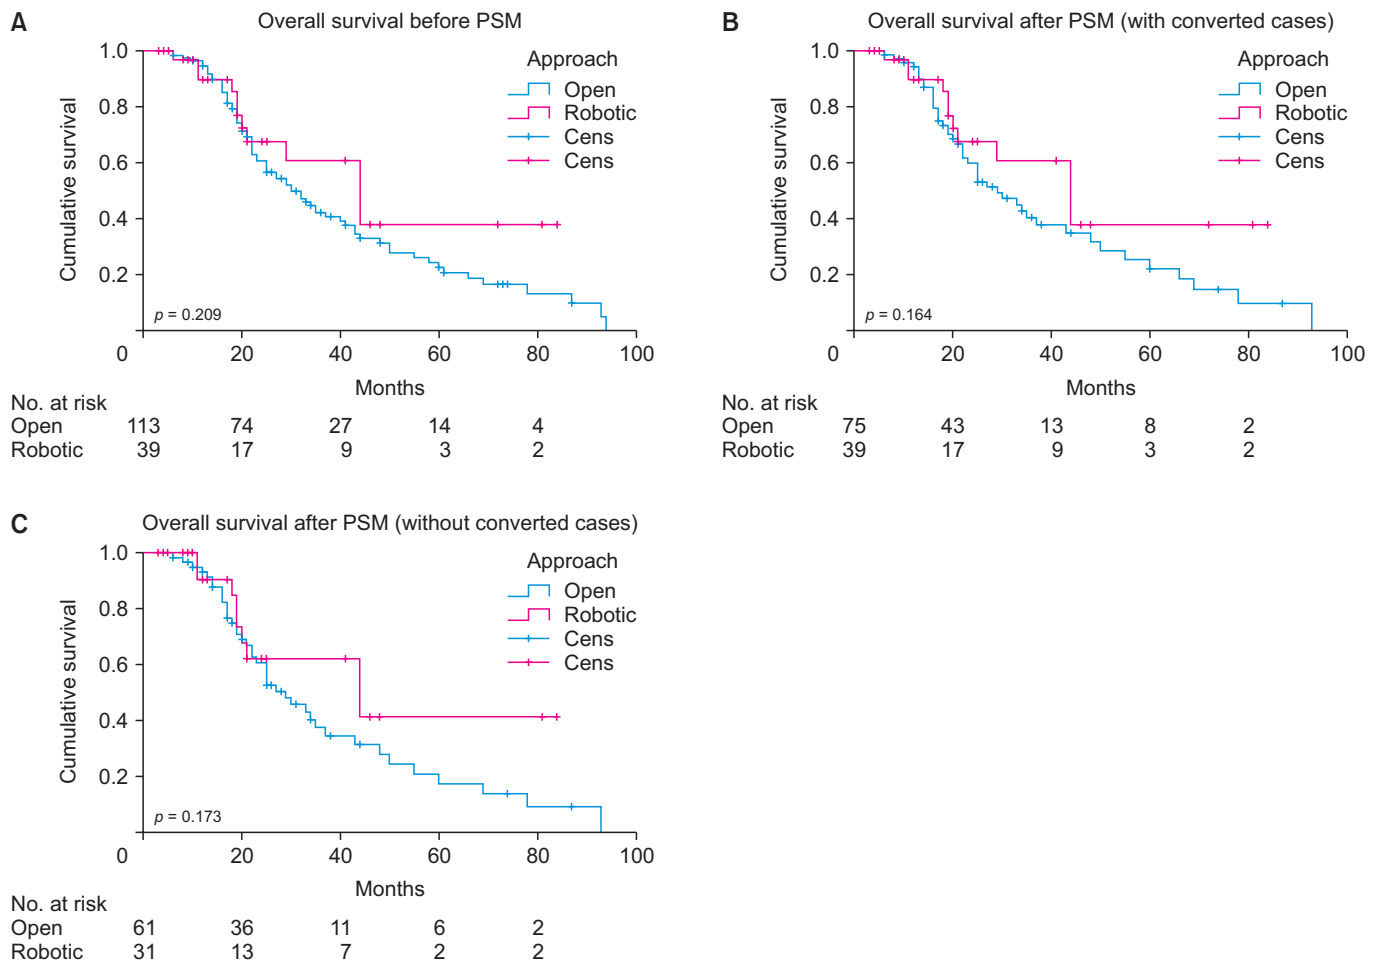 A
Overall survival before PSM
Cumulative survival
1.0
0.8
0.6
0.4
0.2
Approach
Open
Robotic
Cens
Cens
p = 0.209
0 20 40 60 80 100
Months
No. at risk
Open 113 74 27 14 4
Robotic 39 17 9 3 2
B
Overall survival after PSM (with converted cases)
Cumulative survival
1.0
0.8
0.6
0.4
0.2
Approach
Open
Robotic
Cens
Cens
p = 0.164
0 20 40 60 80 100
Months
No. at risk
Open 75 43 13 8 2
Robotic 39 17 9 3 2
C
Overall survival after PSM (without converted cases)
Cumulative survival
1.0
0.8
0.6
0.4
0.2
Approach
Open
Robotic
Cens
Cens
p = 0.173
0 20 40 60 80 100
Months
No. at risk
Open 61 36 11 6 2
Robotic 31 13 7 2 2